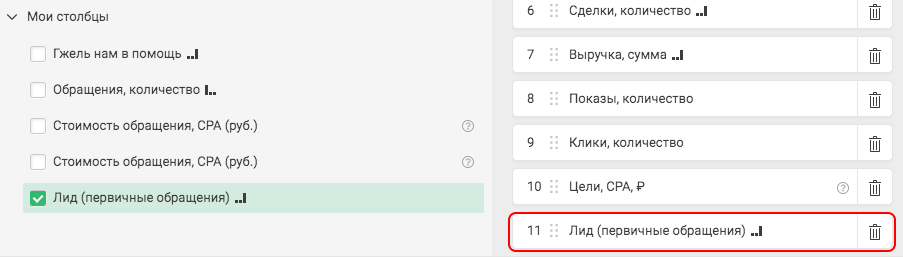 Мои столбцы
Гжель нам в помощь
Обращения, количество
Стоимость обращения, CPA (руб.)
Стоимость обращения, CPA (руб.)
Лид (первичные обращения)
6 Сделки, количество
7 Выручка, сумма
8 Показы, количество
9 Клики, количество
10 Цели, CPA, ₽
11 Лид (первичные обращения)